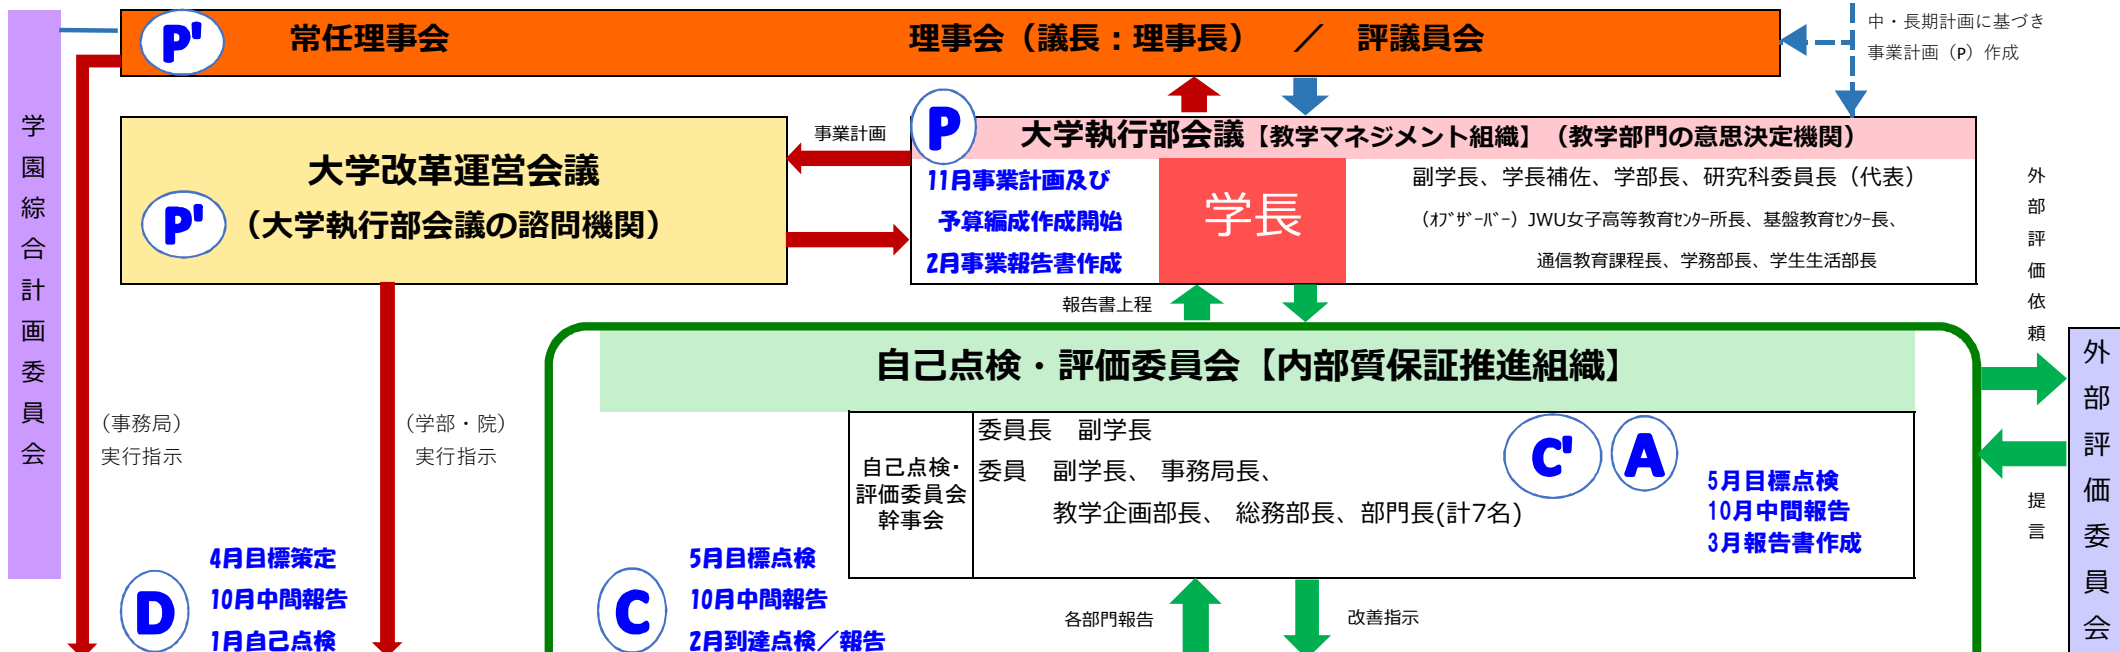 学園綜合計画委員会
P'
常任理事会
理事会（議長：理事長）　／　評議員会
中・長期計画に基づき
事業計画（P）作成
大学改革運営会議
（大学執行部会議の諮問機関）
P'
事業計画
P
大学執行部会議【教学マネジメント組織】（教学部門の意思決定機関）
11月事業計画及び
予算編成作成開始
2月事業報告書作成
学長
副学長、学長補佐、学部長、研究科委員長（代表）
（ｵﾌﾞｻﾞｰﾊﾞｰ）JWU女子高等教育ｾﾝﾀｰ所長、基盤教育ｾﾝﾀｰ長、
通信教育課程長、学務部長、学生生活部長
外部評価依頼
報告書上程
自己点検・評価委員会【内部質保証推進組織】
外部評価委員会
提言
（事務局）
実行指示
（学部・院）
実行指示
自己点検・
評価委員会
幹事会
委員長　副学長
委員　副学長、 事務局長、
教学企画部長、 総務部長、部門長(計7名)
C'
A
5月目標点検
10月中間報告
3月報告書作成
D
4月目標策定
10月中間報告
1月自己点検
C
5月目標点検
10月中間報告
2月到達点検／報告
各部門報告
改善指示